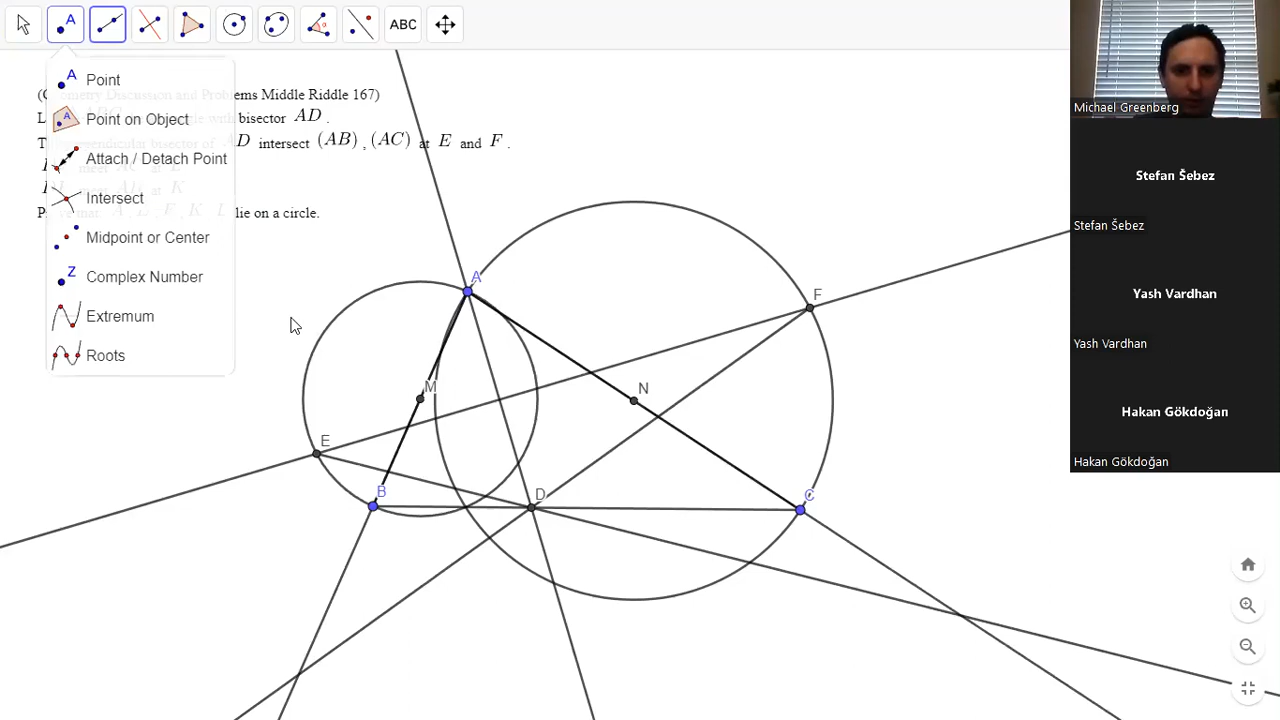 A
ABC
Point
Point on Object
Attach / Detach Point
Intersect
Midpoint or Center
Complex Number
Extremum
Roots
A
A
Z
ems Middle Riddle 167)
bisector AD .
D intersect (AB) , (AC) at E and F .
lie on a circle.
A
F
M
N
E
B
D
C
Michael Greenberg
Stefan Šebez
Stefan Šebez
Yash Vardhan
Yash Vardhan
Hakan Gökdoğan
Hakan Gökdoğan